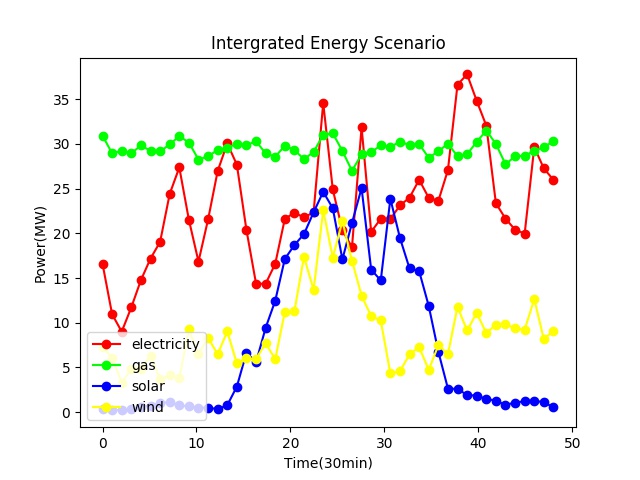 Intergrated Energy Scenario
Power(MW)
35
30
25
20
15
10
5
0
electricity
gas
solar
wind
0 10 20 30 40 50
Time(30min)